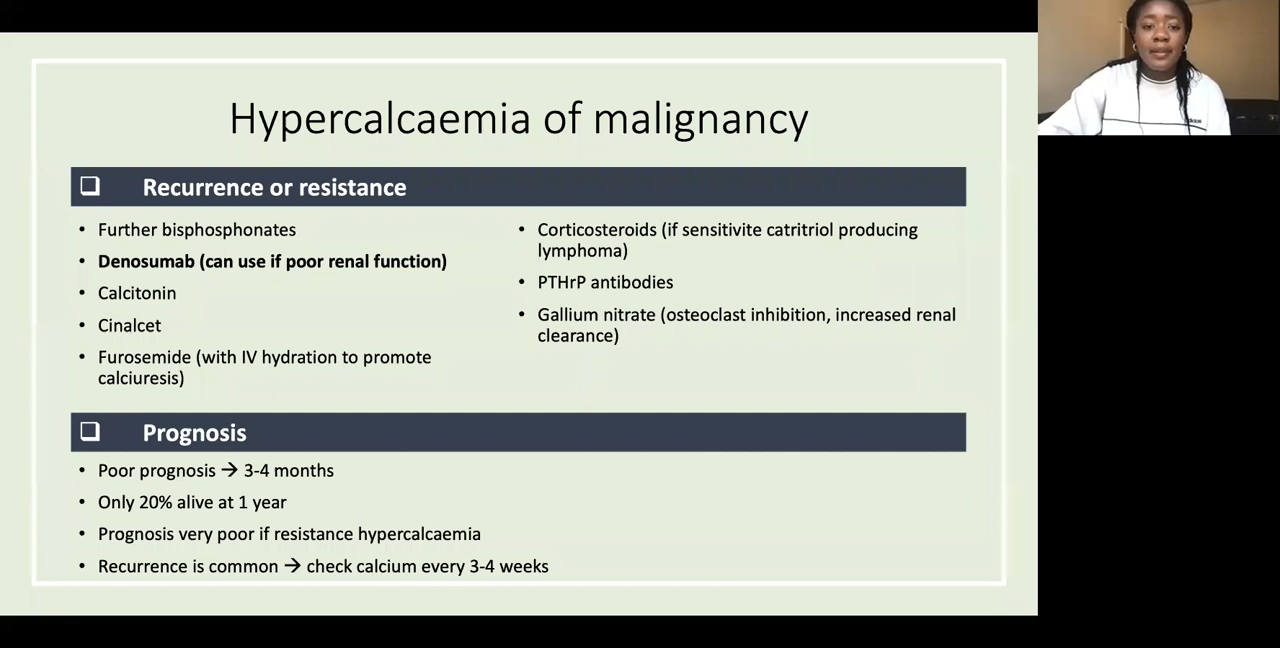 Hypercalcaemia of malignancy
Recurrence or resistance
• Further bisphosphonates
• Denosumab (can use if poor renal function)
• Calcitonin
• Cinalcet
• Furosemide (with IV hydration to promote
calciuresis)
• Corticosteroids (if sensitivite catritriol producing
lymphoma)
• PTHrP antibodies
• Gallium nitrate (osteoclast inhibition, increased renal
clearance)
Prognosis
• Poor prognosis → 3-4 months
• Only 20% alive at 1 year
• Prognosis very poor if resistance hypercalcaemia
• Recurrence is common → check calcium every 3-4 weeks
adidas